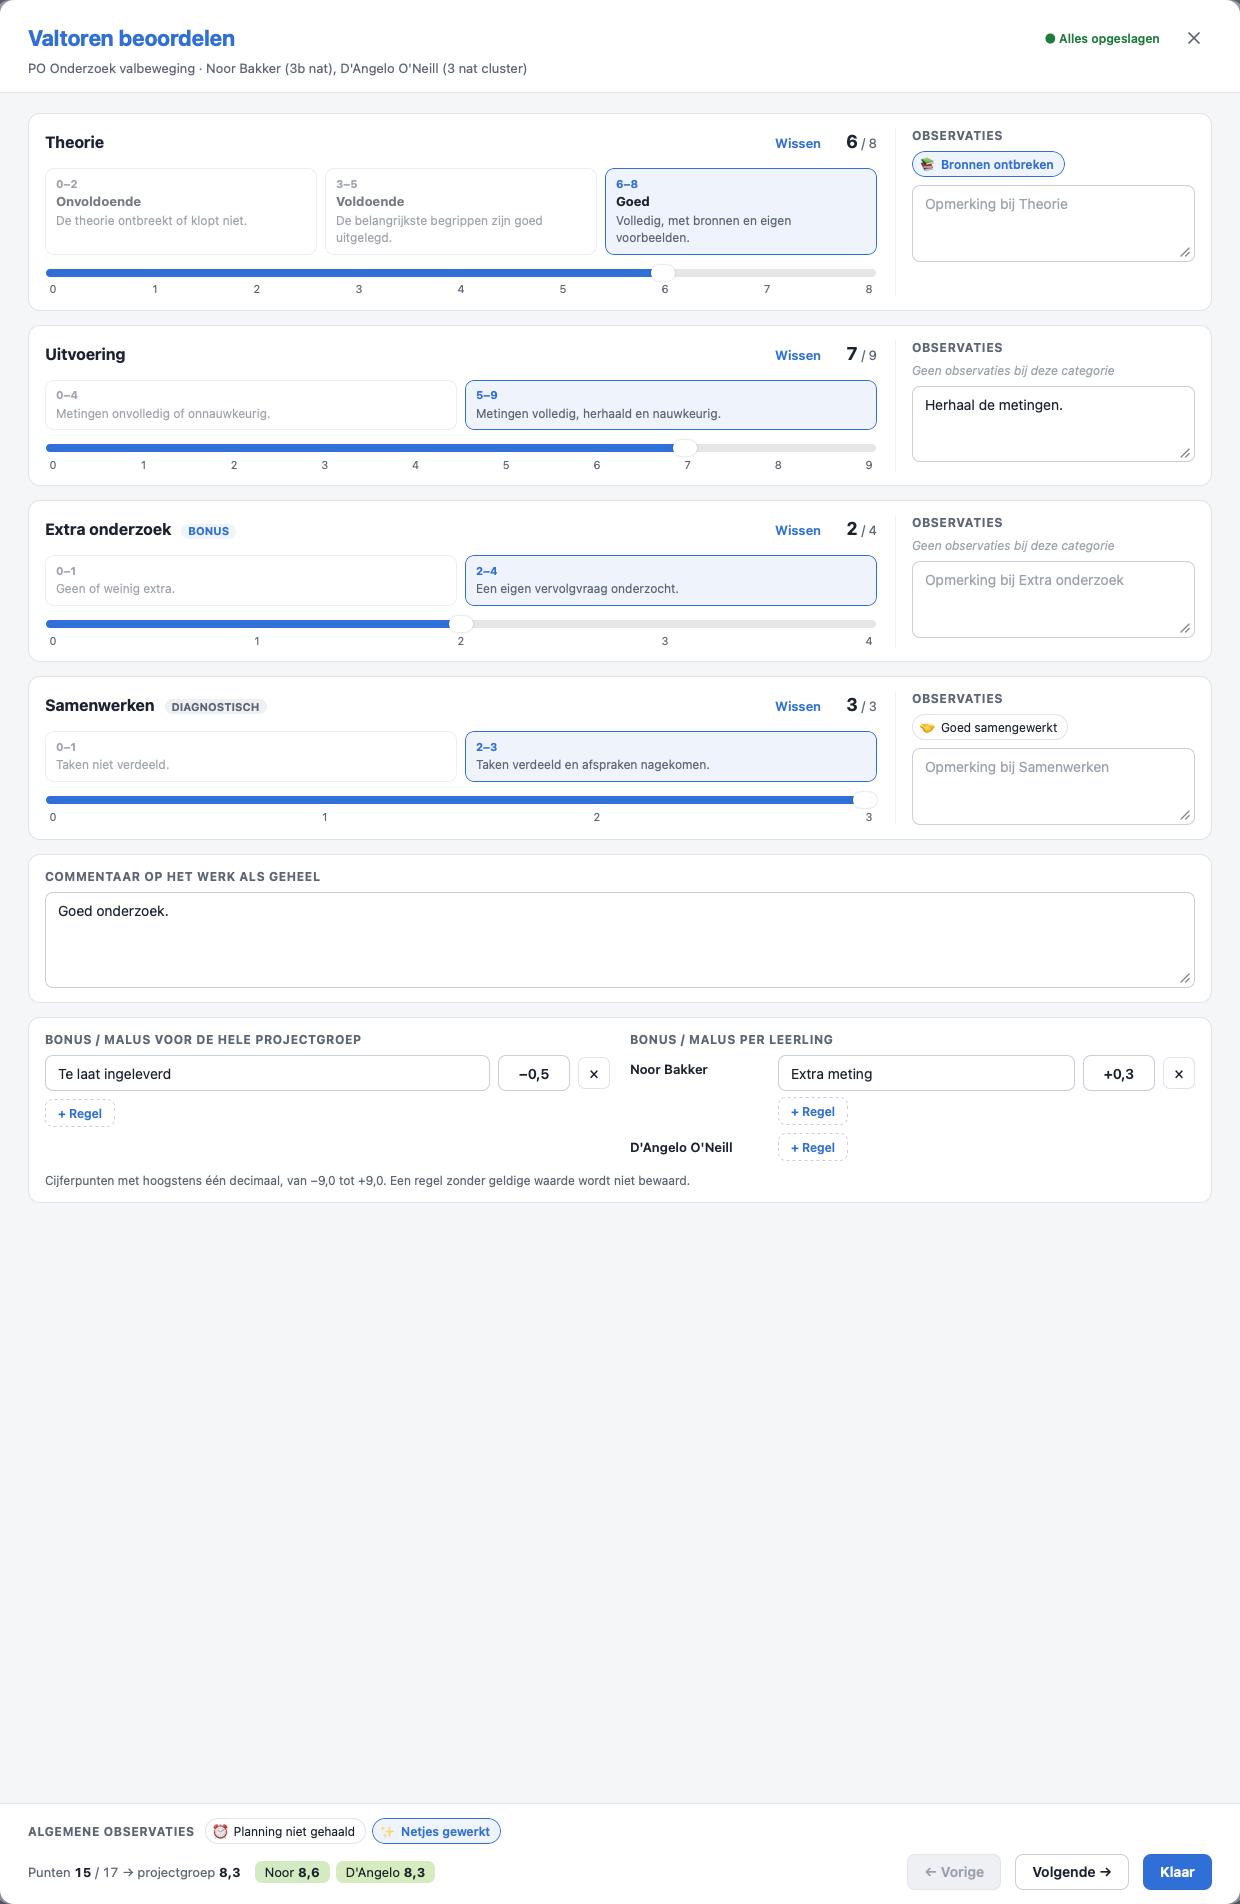 Valtoren beoordelen
Alles opgeslagen
PO Onderzoek valbeweging · Noor Bakker (3b nat), D'Angelo O'Neill (3 nat cluster)
Theorie
Wissen 6 / 8
0–2
Onvoldoende
De theorie ontbreekt of klopt niet.
3–5
Voldoende
De belangrijkste begrippen zijn goed
uitgelegd.
6–8
Goed
Volledig, met bronnen en eigen
voorbeelden.
0 1 2 3 4 5 6 7 8
OBSERVATIES
Bronnen ontbreken
Opmerking bij Theorie
Uitvoering
Wissen 7 / 9
0–4
Metingen onvolledig of onnauwkeurig.
5–9
Metingen volledig, herhaald en nauwkeurig.
0 1 2 3 4 5 6 7 8 9
OBSERVATIES
Geen observaties bij deze categorie
Herhaal de metingen.
Extra onderzoek BONUS
Wissen 2 / 4
0–1
Geen of weinig extra.
2–4
Een eigen vervolgvraag onderzocht.
0 1 2 3 4
OBSERVATIES
Geen observaties bij deze categorie
Opmerking bij Extra onderzoek
Samenwerken DIAGNOSTISCH
Wissen 3 / 3
0–1
Taken niet verdeeld.
2–3
Taken verdeeld en afspraken nagekomen.
0 1 2 3
OBSERVATIES
Goed samengewerkt
Opmerking bij Samenwerken
COMMENTAAR OP HET WERK ALS GEHEEL
Goed onderzoek.
BONUS / MALUS VOOR DE HELE PROJECTGROEP
Te laat ingeleverd −0,5 ×
+ Regel
BONUS / MALUS PER LEERLING
Noor Bakker Extra meting +0,3 ×
+ Regel
D'Angelo O'Neill + Regel
Cijferpunten met hoogstens één decimaal, van −9,0 tot +9,0. Een regel zonder geldige waarde wordt niet bewaard.
ALGEMENE OBSERVATIES Planning niet gehaald Netjes gewerkt
Punten 15 / 17 → projectgroep 8,3 Noor 8,6 D'Angelo 8,3
← Vorige Volgende → Klaar